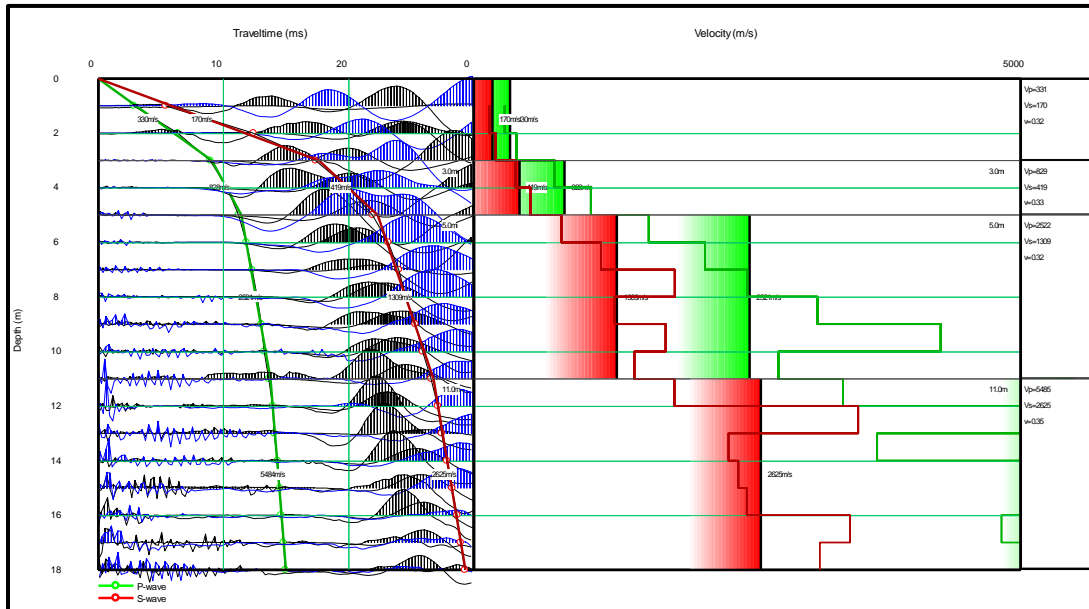 Traveltime (ms)
Velocity (m/s)
0
10
20
0
5000
0
2
4
6
8
10
12
14
16
18
Depth (m)
330m/s
170m/s
419m/s
2521m/s
1309m/s
5484m/s
2625m/s
3.0m
5.0m
11.0m
170m/s
2521m/s
2625m/s
3.0m
5.0m
11.0m
Vp=331
Vs=170
v=0.32
Vp=829
Vs=419
v=0.33
Vp=2522
Vs=1309
v=0.32
Vp=5485
Vs=2625
v=0.35
P-wave
S-wave